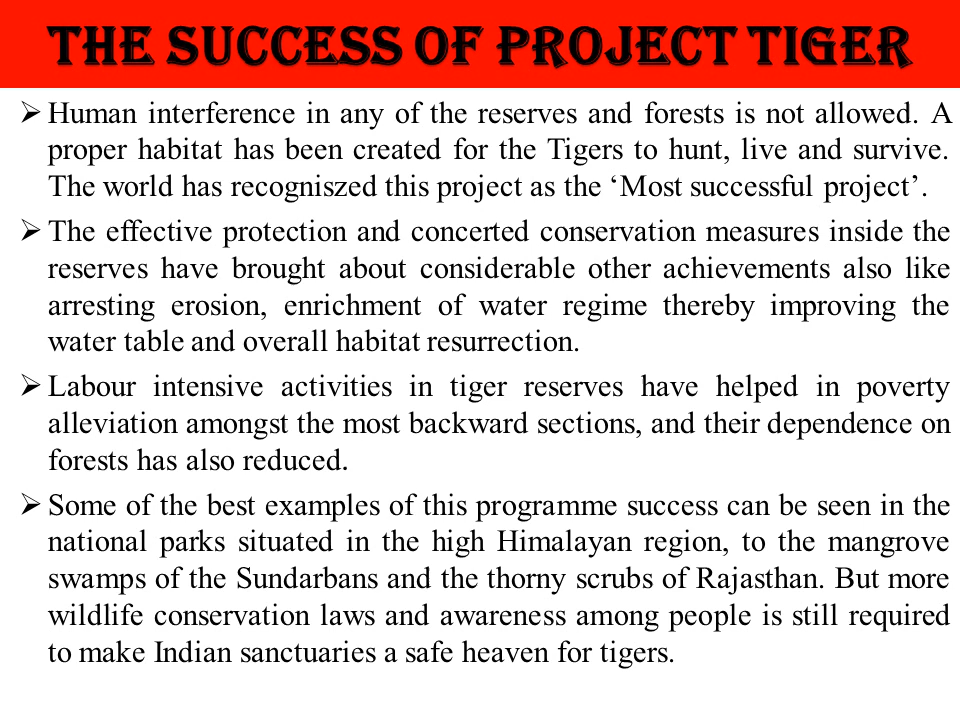 THE SUCCESS OF PROJECT TIGER
➢ Human interference in any of the reserves and forests is not allowed. A
proper habitat has been created for the Tigers to hunt, live and survive.
The world has recogniszed this project as the ‘Most successful project’.
➢ The effective protection and concerted conservation measures inside the
reserves have brought about considerable other achievements also like
arresting erosion, enrichment of water regime thereby improving the
water table and overall habitat resurrection.
➢ Labour intensive activities in tiger reserves have helped in poverty
alleviation amongst the most backward sections, and their dependence on
forests has also reduced.
➢ Some of the best examples of this programme success can be seen in the
national parks situated in the high Himalayan region, to the mangrove
swamps of the Sundarbans and the thorny scrubs of Rajasthan. But more
wildlife conservation laws and awareness among people is still required
to make Indian sanctuaries a safe heaven for tigers.